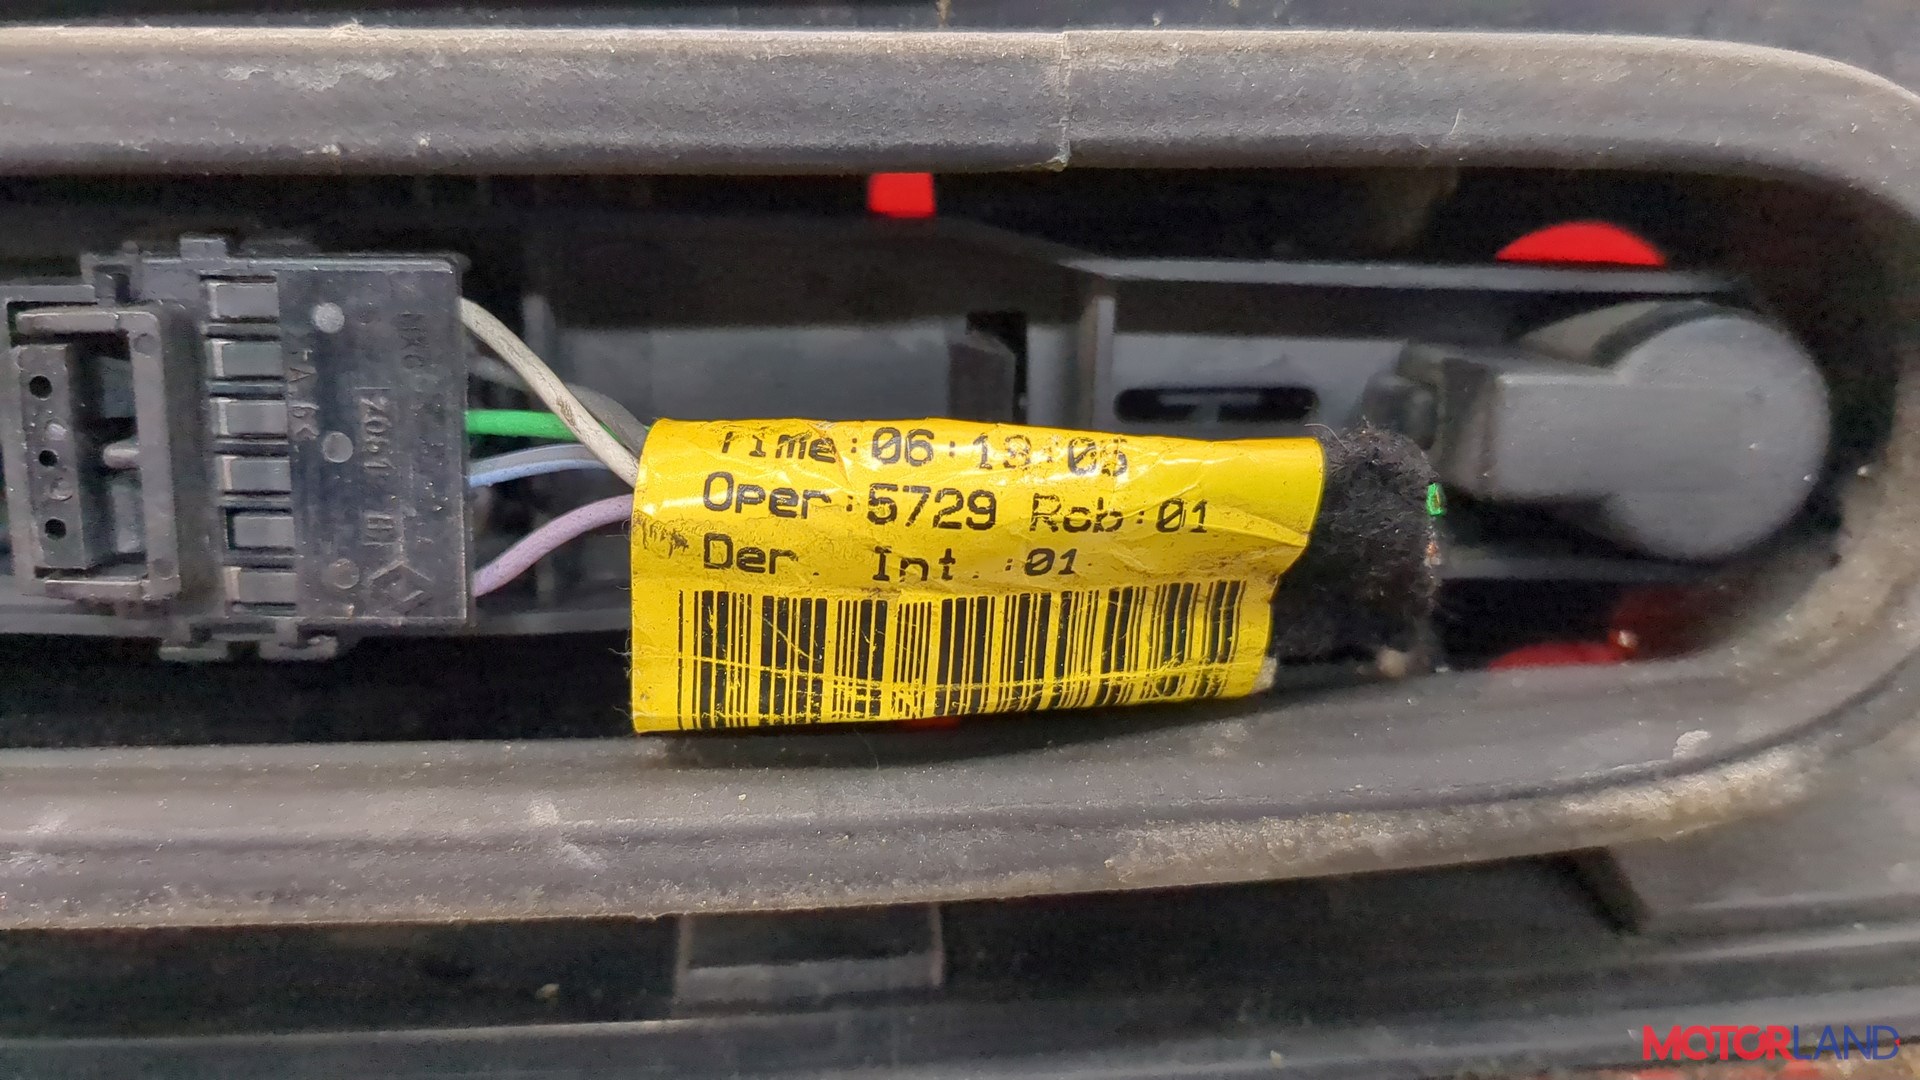 Time:06:18:05
Oper:5729 Rob:01
Der. Int.:01
MOTORLAND